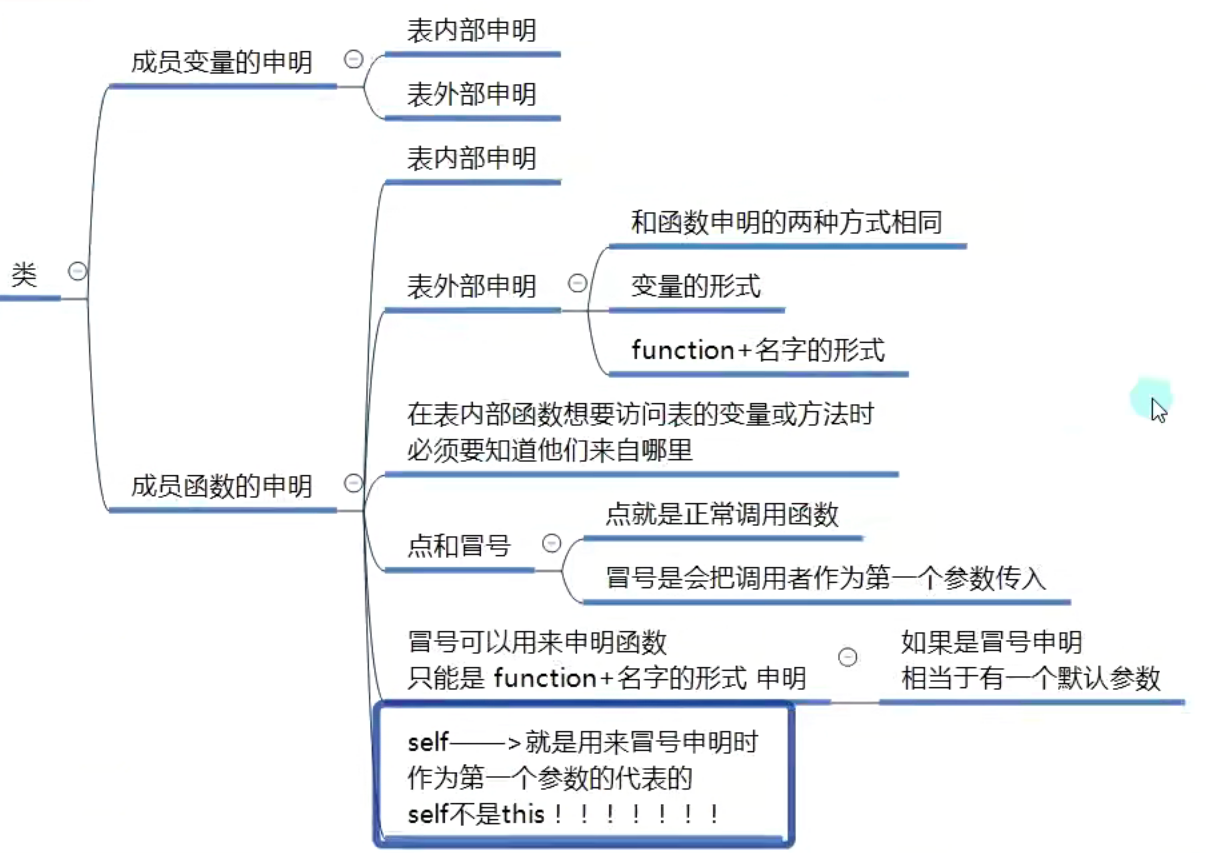 类
成员变量的申明
表内部申明
表外部申明
成员函数的申明
表内部申明
表外部申明
和函数申明的两种方式相同
变量的形式
function+名字的形式
在表内部函数想要访问表的变量或方法时
必须要知道他们来自哪里
点和冒号
点就是正常调用函数
冒号是会把调用者作为第一个参数传入
冒号可以用来申明函数
只能是 function+名字的形式 申明
如果是冒号申明
相当于有一个默认参数
self——>就是用来冒号申明时
作为第一个参数的代表的
self不是this！！！！！！！